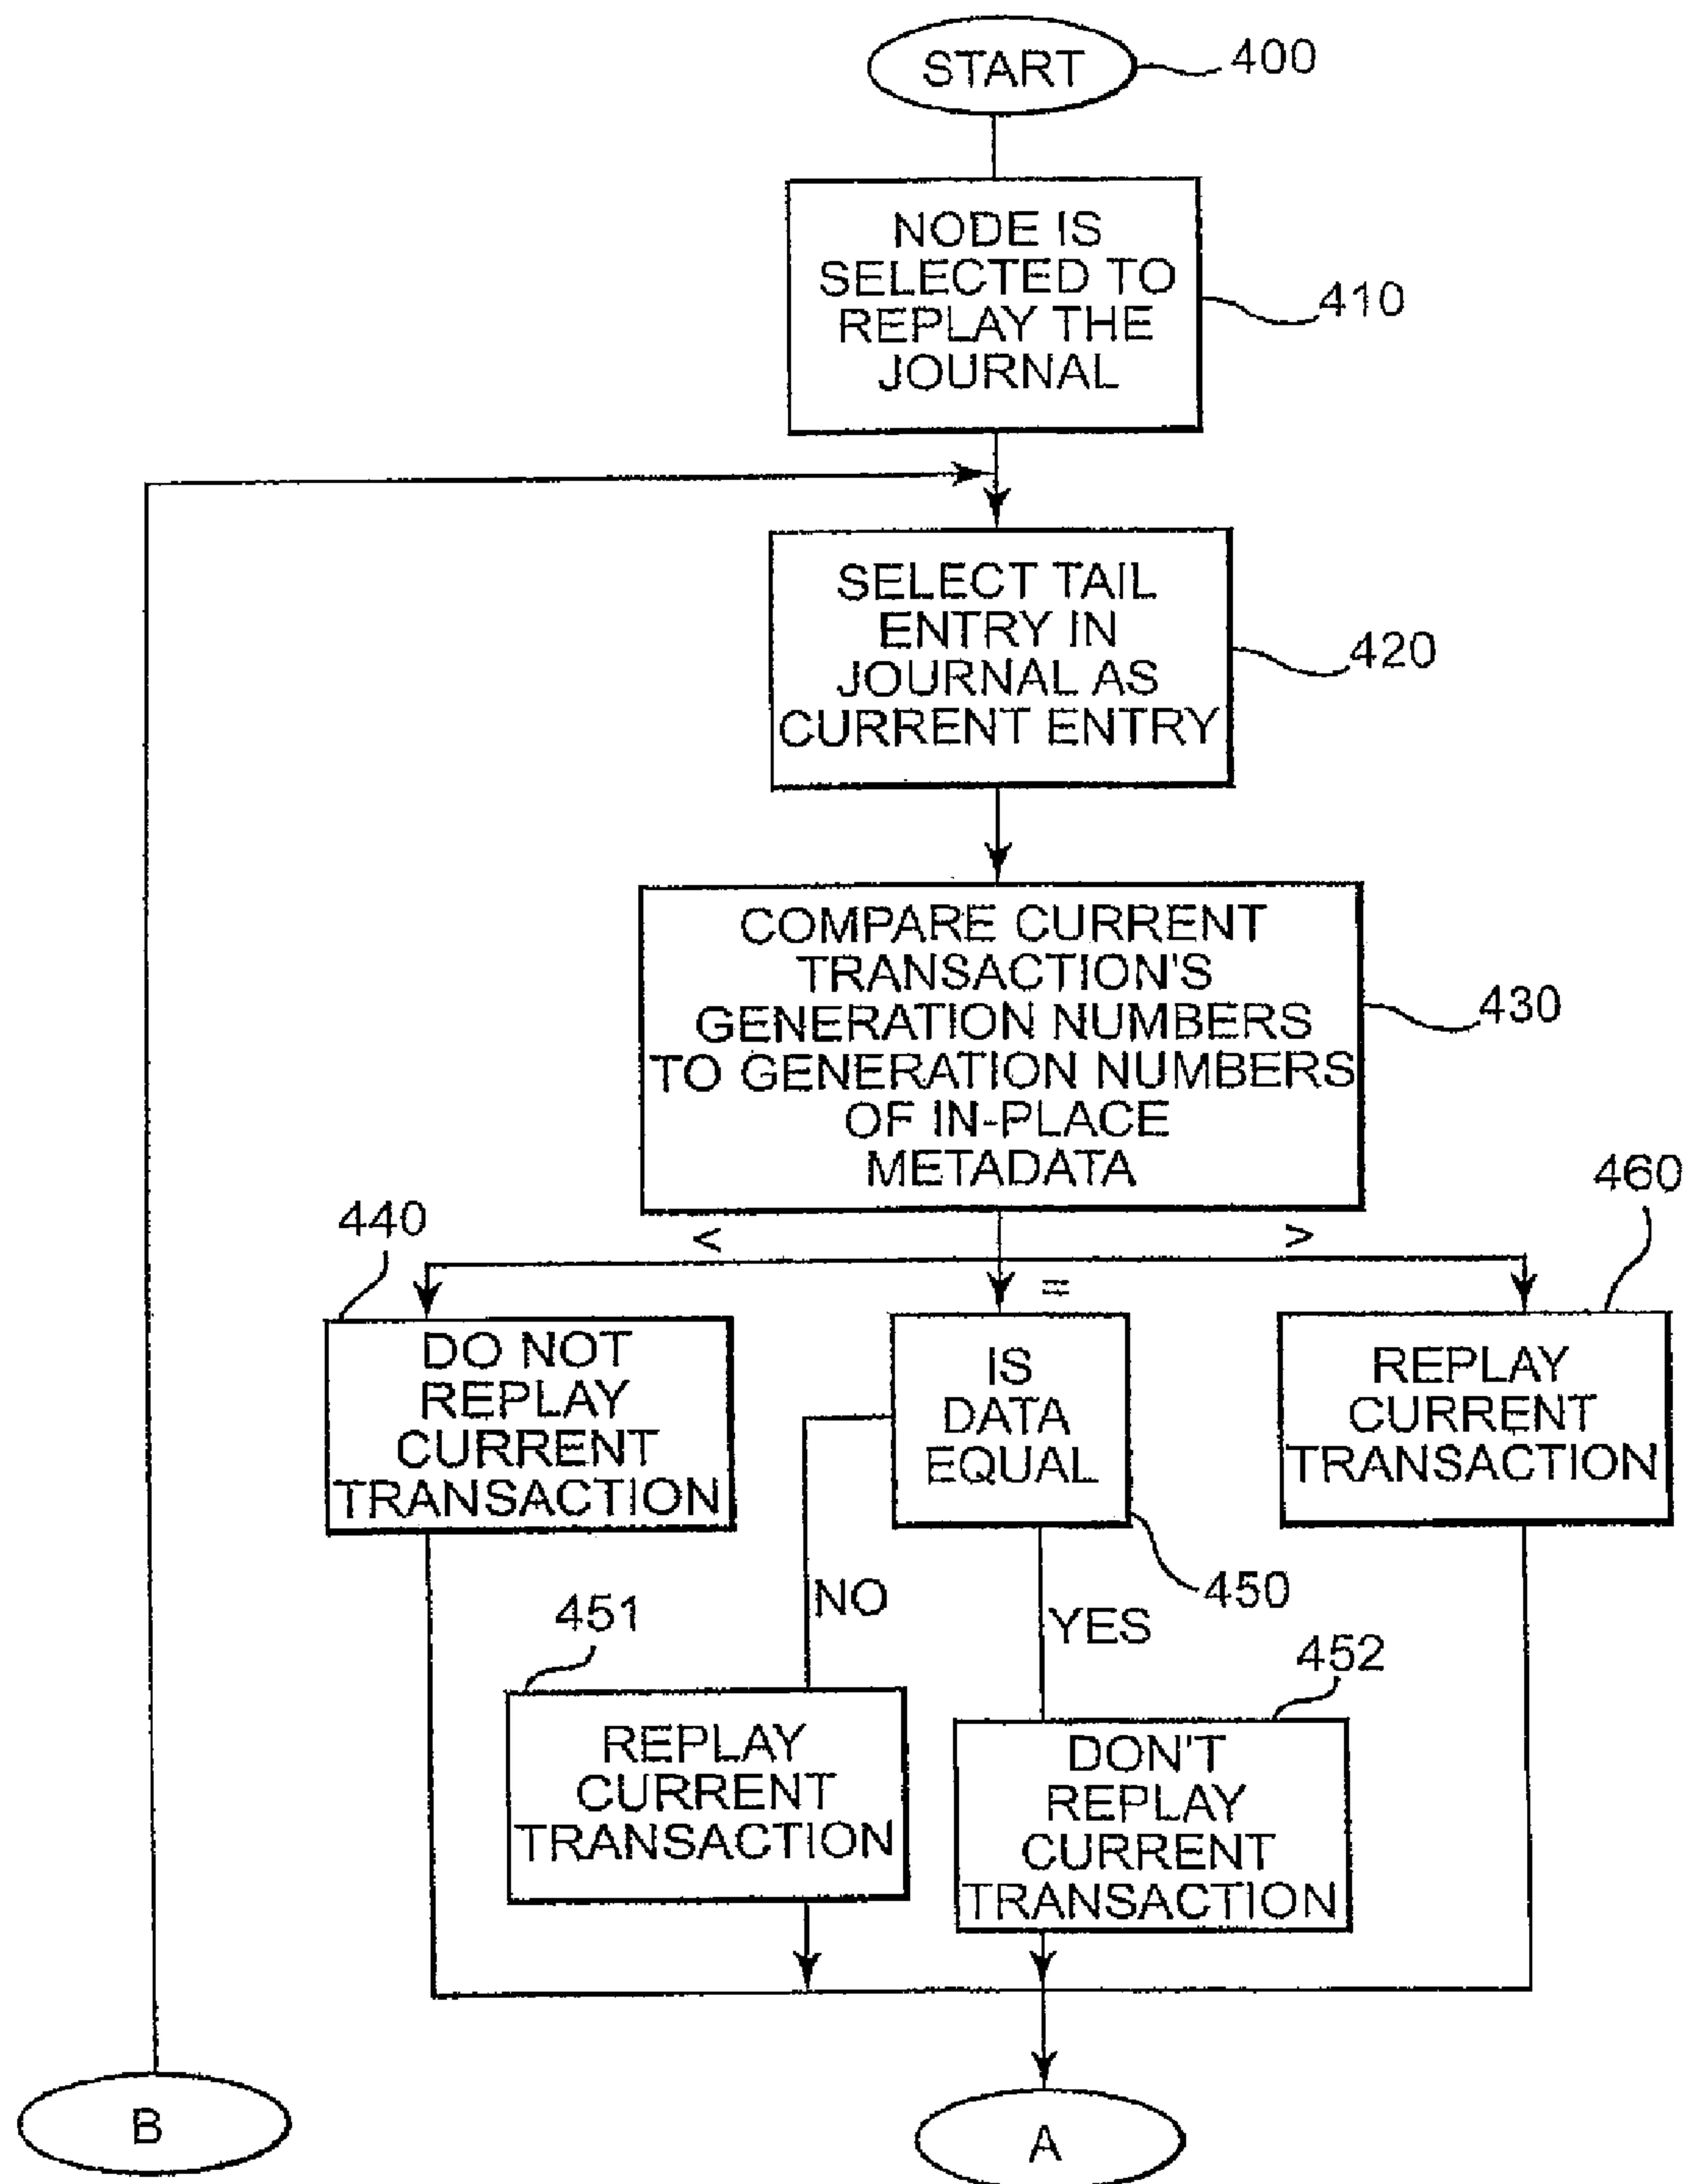 START
400
NODE IS
SELECTED TO
REPLAY THE
JOURNAL
410
SELECT TAIL
ENTRY IN
JOURNAL AS
CURRENT ENTRY
420
COMPARE CURRENT
TRANSACTION'S
GENERATION NUMBERS
TO GENERATION NUMBERS
OF IN-PLACE
METADATA
430
<
=
>
440
DO NOT
REPLAY
CURRENT
TRANSACTION
IS
DATA
EQUAL
450
460
REPLAY
CURRENT
TRANSACTION
NO
YES
451
REPLAY
CURRENT
TRANSACTION
452
DON'T
REPLAY
CURRENT
TRANSACTION
B
A